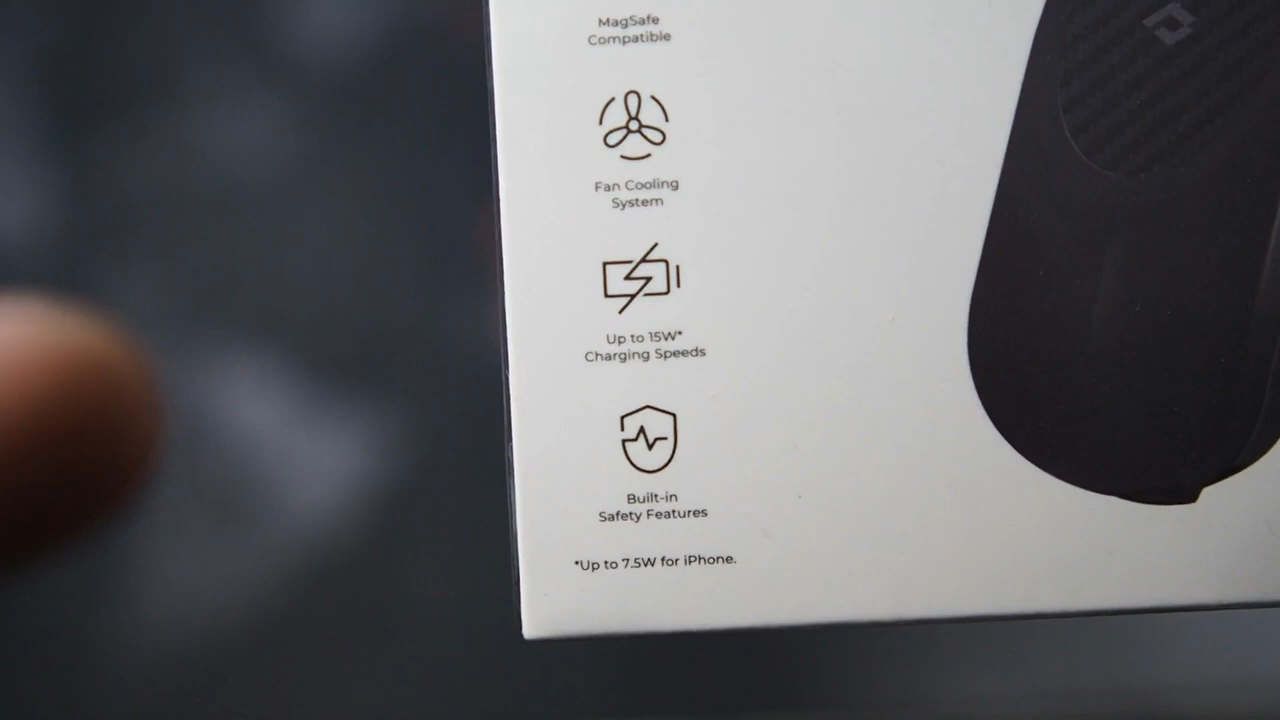 MagSafe
Compatible
Fan Cooling
System
Up to 15W*
Charging Speeds
Built-in
Safety Features
*Up to 7.5W for iPhone.